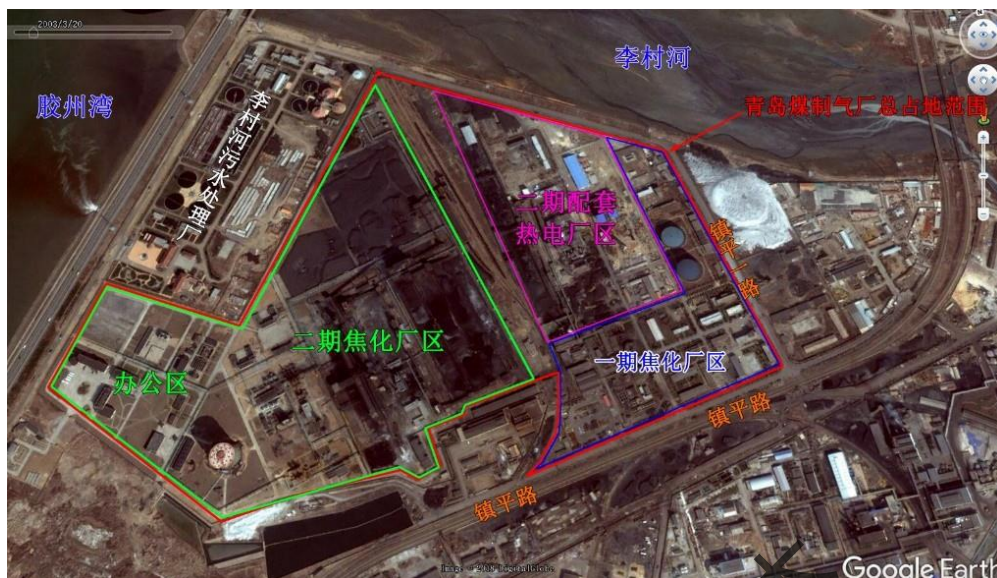 2003/3/20
李村河
胶州湾
青岛煤制气厂总占地范围
李村河污水处理厂
二期配套
热电厂区
镇平一路
二期焦化厂区
一期焦化厂区
办公区
镇平路
镇平路
Google Earth